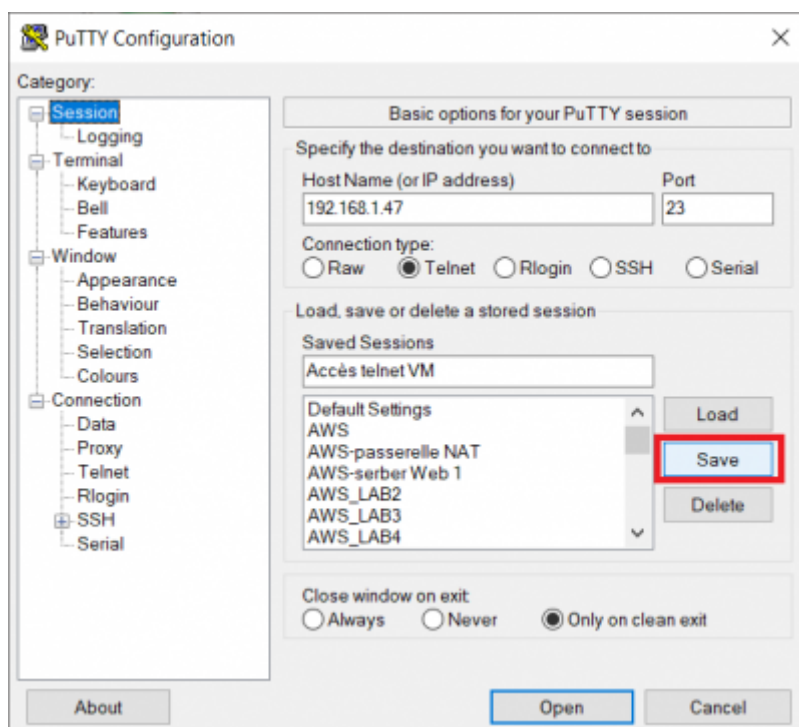 PuTTY Configuration
Category:
Session
Logging
Terminal
Keyboard
Bell
Features
Window
Appearance
Behaviour
Translation
Selection
Colours
Connection
Data
Proxy
Telnet
Rlogin
SSH
Serial
Basic options for your PuTTY session
Specify the destination you want to connect to
Host Name (or IP address) Port
192.168.1.47 23
Connection type:
Raw Telnet Rlogin SSH Serial
Load, save or delete a stored session
Saved Sessions
Accès telnet VM
Default Settings
AWS
AWS-passerelle NAT
AWS-serber Web 1
AWS_LAB2
AWS_LAB3
AWS_LAB4
Load
Save
Delete
Close window on exit:
Always Never Only on clean exit
About Open Cancel